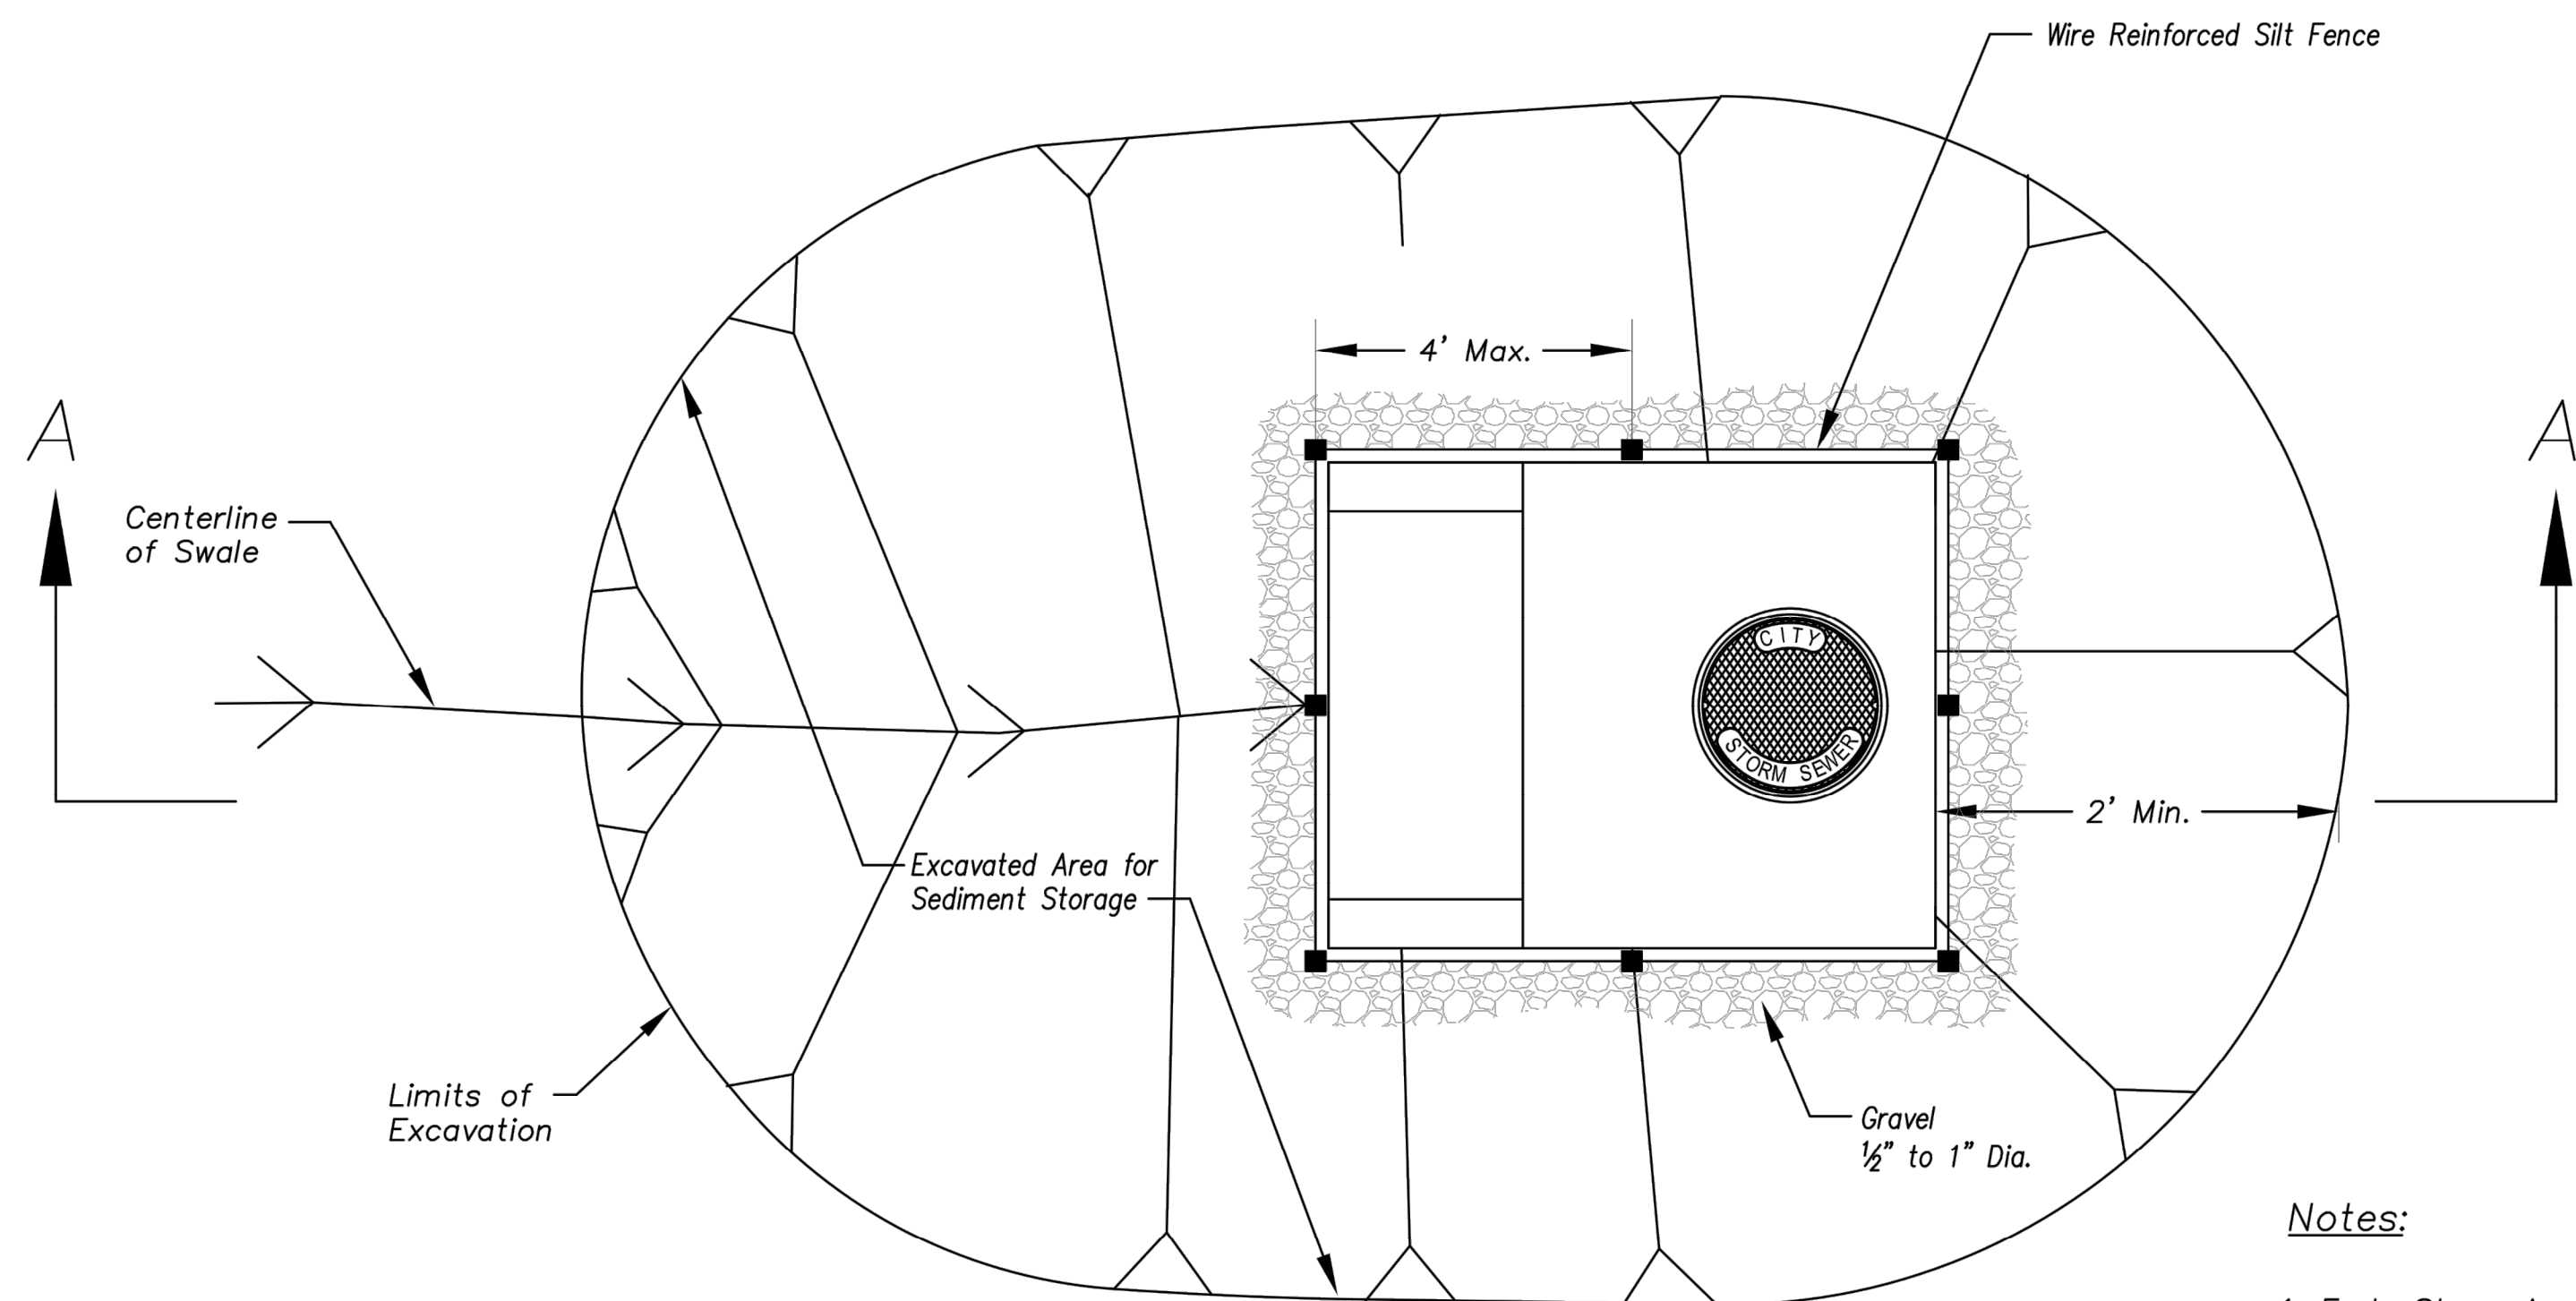 Wire Reinforced Silt Fence
4' Max.
A
A
Centerline
of Swale
CITY
STORM SEWER
2' Min.
Excavated Area for
Sediment Storage
Limits of
Excavation
Gravel
½" to 1" Dia.
Notes: